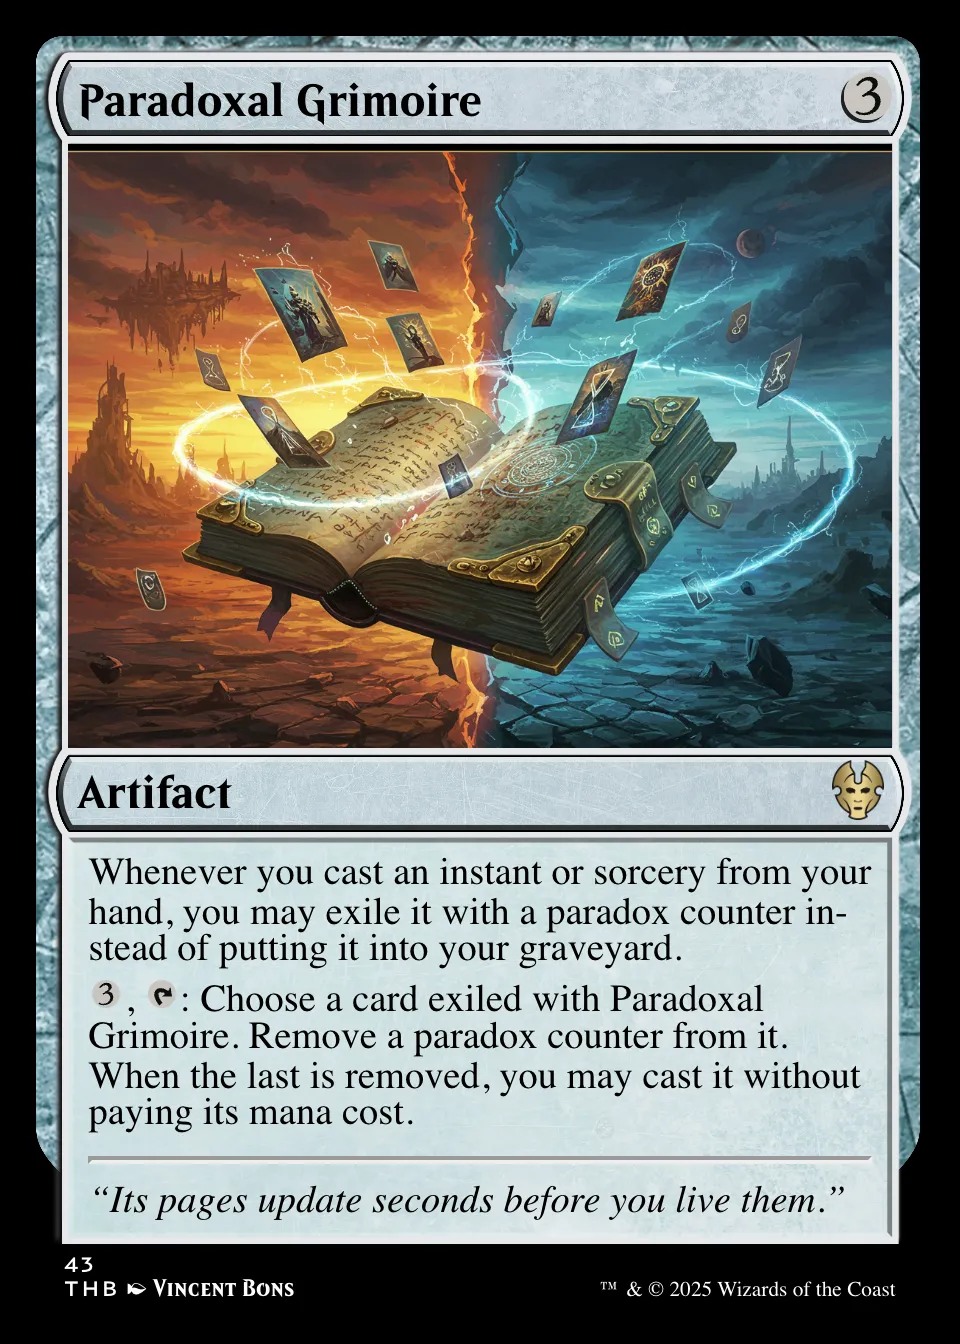 Paradoxal Grimoire 3
Artifact
Whenever you cast an instant or sorcery from your
hand, you may exile it with a paradox counter in-
stead of putting it into your graveyard.
3, : Choose a card exiled with Paradoxal
Grimoire. Remove a paradox counter from it.
When the last is removed, you may cast it without
paying its mana cost.
“Its pages update seconds before you live them.”
43
THB VINCENT BONS
™ & © 2025 Wizards of the Coast